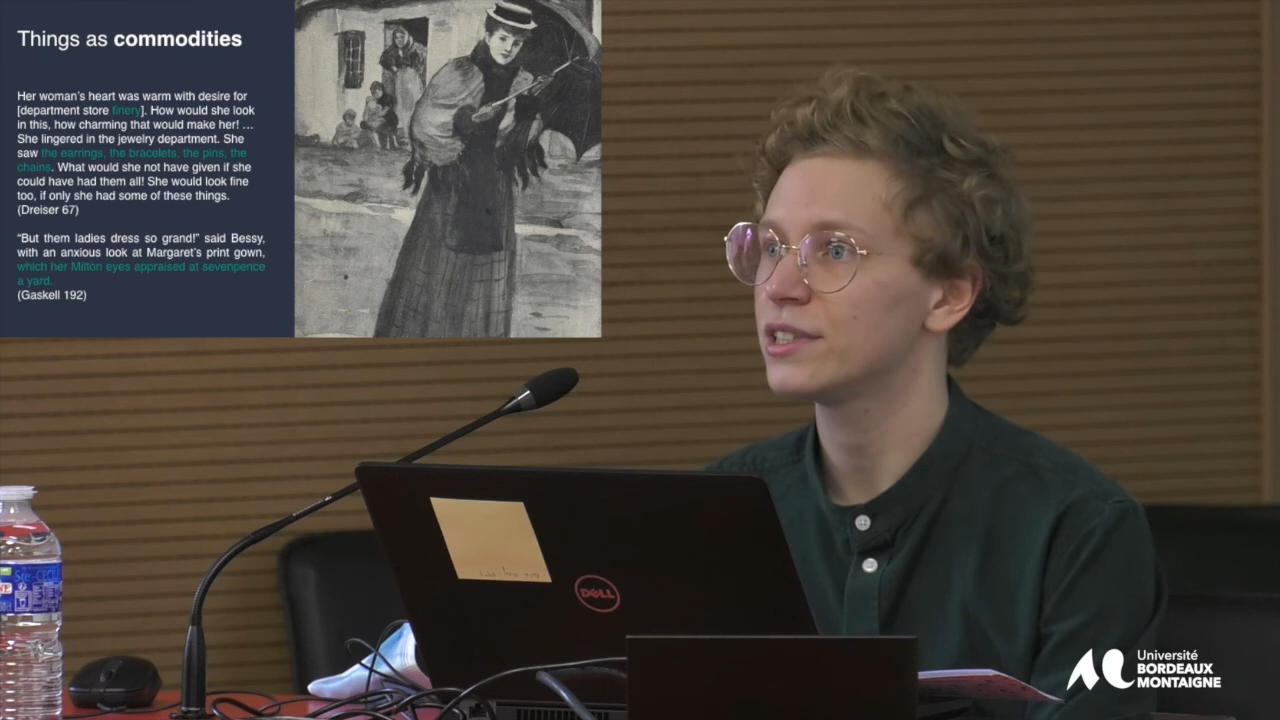 Things as commodities
Her woman's heart was warm with desire for
[department store finery]. How would she look
in this, how charming that would make her! ...
She lingered in the jewelry department. She
saw the earrings, the bracelets, the pins, the
chains. What would she not have given if she
could have had them all! She would look fine
too, if only she had some of these things.
(Dreiser 67)
“But them ladies dress so grand!” said Bessy,
with an anxious look at Margaret's print gown,
which her Milton eyes appraised at sevenpence
a yard.
(Gaskell 192)
DELL
Université
BORDEAUX
MONTAIGNE